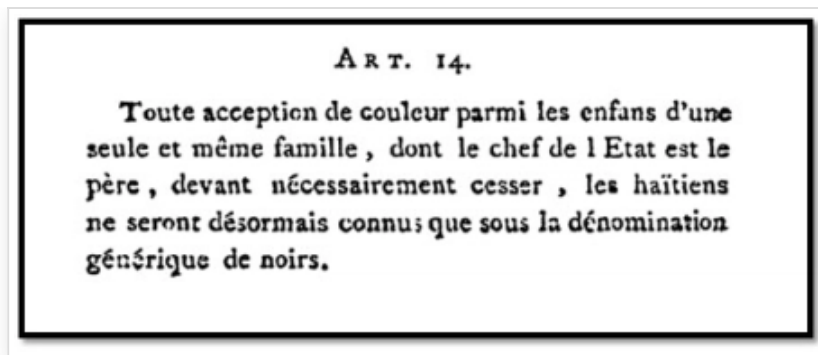 ART. 14.
Toute acception de couleur parmi les enfans d'une
seule et même famille, dont le chef de l Etat est le
père, devant nécessairement cesser, les haïtiens
ne seront désormais connus que sous la dénomination
générique de noirs.